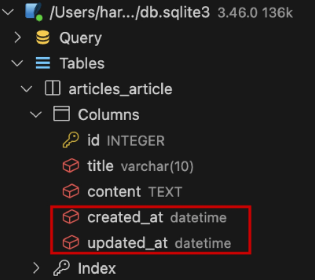 /Users/har.../db.sqlite3 3.46.0 136k
Query
Tables
articles_article
Columns
id INTEGER
title varchar(10)
content TEXT
created_at datetime
updated_at datetime
Index